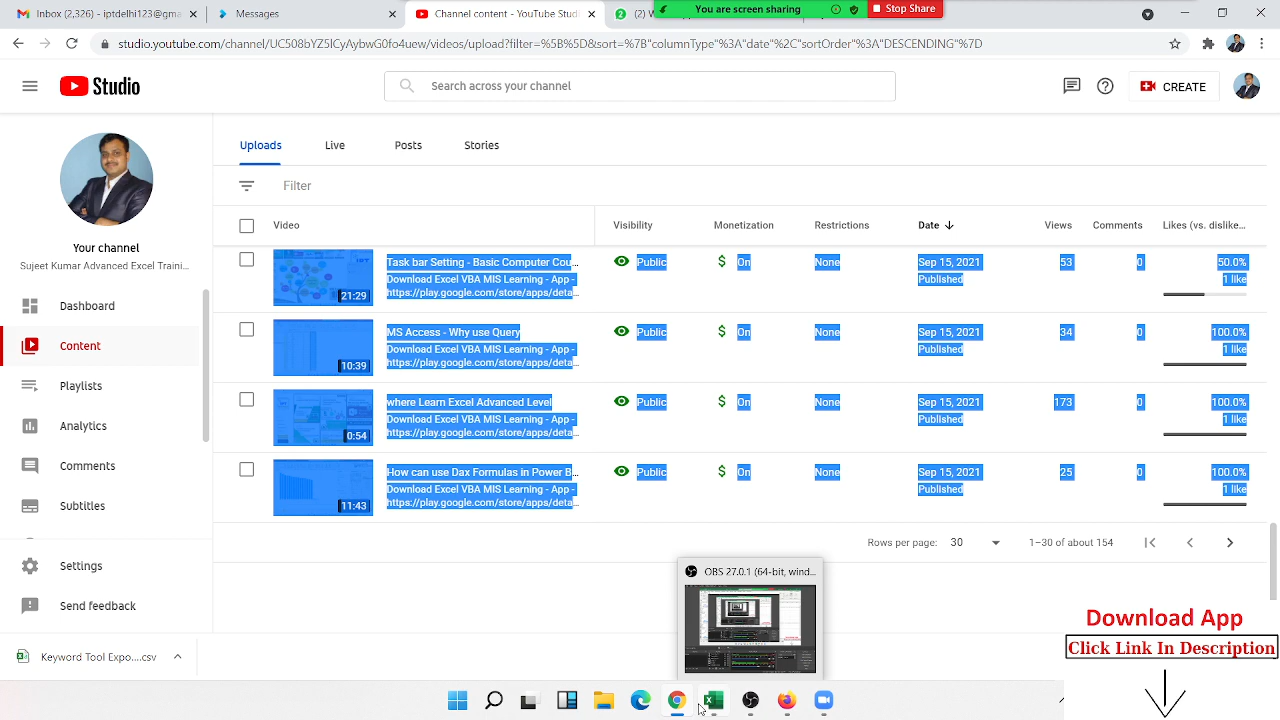 Inbox (2,326) - iptdelhi123@gm
Messages
Channel content - YouTube Studio
(2) W
You are screen sharing
Stop Share
studio.youtube.com/channel/UC508bYZ5lCyAybwG0fo4uew/videos/upload?filter=%5B%5D&sort=%7B"columnType"%3A"date"%2C"sortOrder"%3A"DESCENDING"%7D
Studio
Search across your channel
CREATE
Your channel
Sujeet Kumar Advanced Excel Traini...
Dashboard
Content
Playlists
Analytics
Comments
Subtitles
Settings
Send feedback
Uploads Live Posts Stories
Filter
Video Visibility Monetization Restrictions Date Views Comments Likes (vs. dislike...
Task bar Setting - Basic Computer Cou... Public On None Sep 15, 2021 53 0 50.0%
Download Excel VBA MIS Learning - App - Published 1 like
https://play.google.com/store/apps/deta...
21:29
MS Access - Why use Query Public On None Sep 15, 2021 34 0 100.0%
Download Excel VBA MIS Learning - App - Published 1 like
https://play.google.com/store/apps/deta...
10:39
where Learn Excel Advanced Level Public On None Sep 15, 2021 173 0 100.0%
Download Excel VBA MIS Learning - App - Published 1 like
https://play.google.com/store/apps/deta...
0:54
How can use Dax Formulas in Power B... Public On None Sep 15, 2021 25 0 100.0%
Download Excel VBA MIS Learning - App - Published 1 like
https://play.google.com/store/apps/deta...
11:43
Rows per page: 30 1–30 of about 154
OBS 27.0.1 (64-bit, wind...
Expo....csv
Download App
Click Link In Description